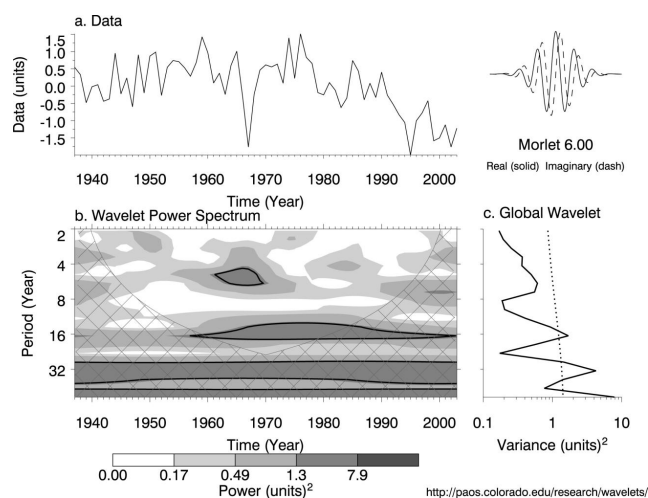 a. Data
1.5
1.0
0.5
0.0
-0.5
-1.0
-1.5
Data (units)
1940 1950 1960 1970 1980 1990 2000
Time (Year)
Morlet 6.00
Real (solid) Imaginary (dash)
b. Wavelet Power Spectrum
2
4
8
16
32
Period (Year)
1940 1950 1960 1970 1980 1990 2000
Time (Year)
0.00 0.17 0.49 1.3 7.9
Power (units)2
c. Global Wavelet
0.1 1 10
Variance (units)2
http://paos.colorado.edu/research/wavelets/